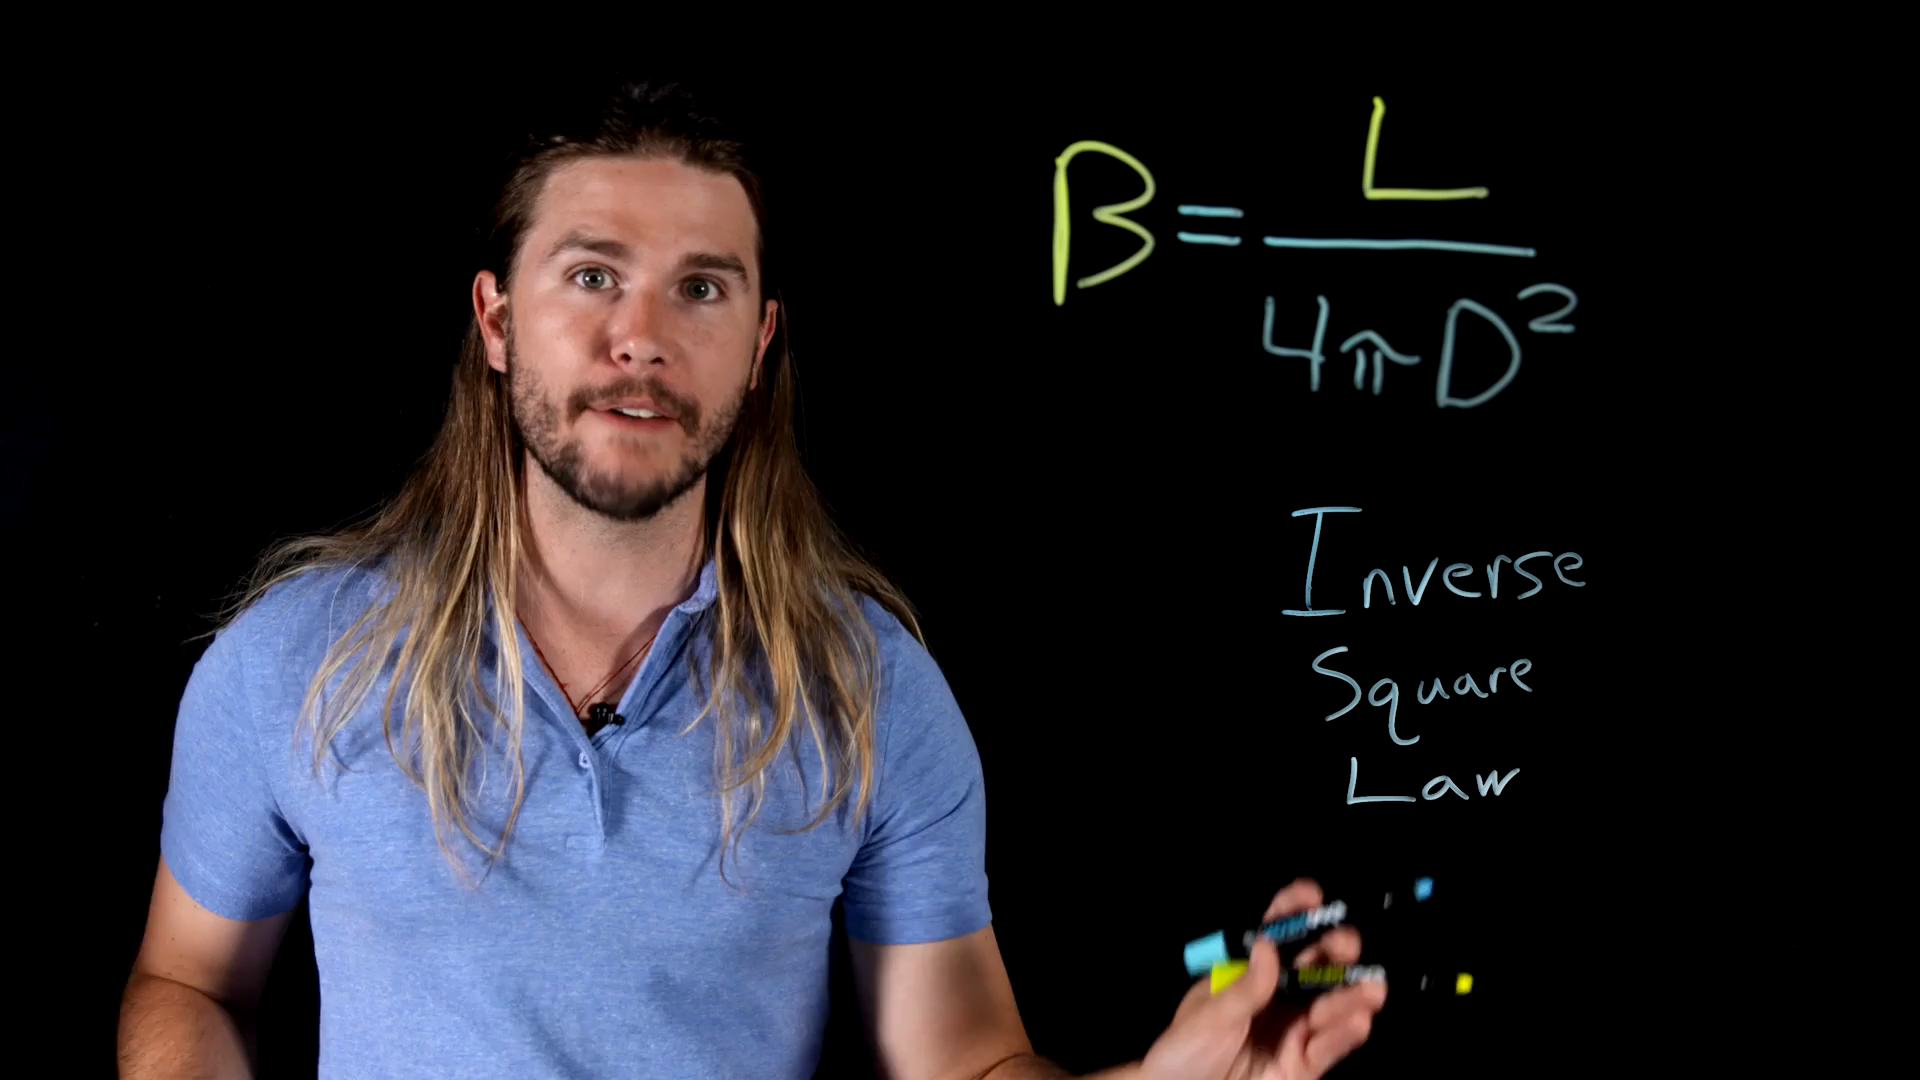 B = L / 4πD²
Inverse
Square
Law